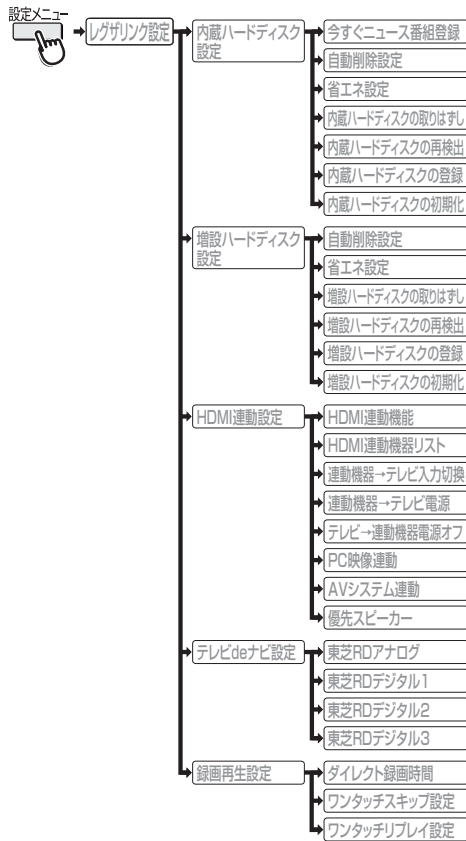 設定メニュー
レグザリンク設定
内蔵ハードディスク
設定
今すぐニュース番組登録
自動削除設定
省エネ設定
内蔵ハードディスクの取りはずし
内蔵ハードディスクの再検出
内蔵ハードディスクの登録
内蔵ハードディスクの初期化
増設ハードディスク
設定
自動削除設定
省エネ設定
増設ハードディスクの取りはずし
増設ハードディスクの再検出
増設ハードディスクの登録
増設ハードディスクの初期化
HDMI連動設定
HDMI連動機能
HDMI連動機器リスト
連動機器→テレビ入力切換
連動機器→テレビ電源
テレビ→連動機器電源オフ
PC映像連動
AVシステム連動
優先スピーカー
テレビdeナビ設定
東芝RDアナログ
東芝RDデジタル1
東芝RDデジタル2
東芝RDデジタル3
録画再生設定
ダイレクト録画時間
ワンタッチスキップ設定
ワンタッチリプレイ設定